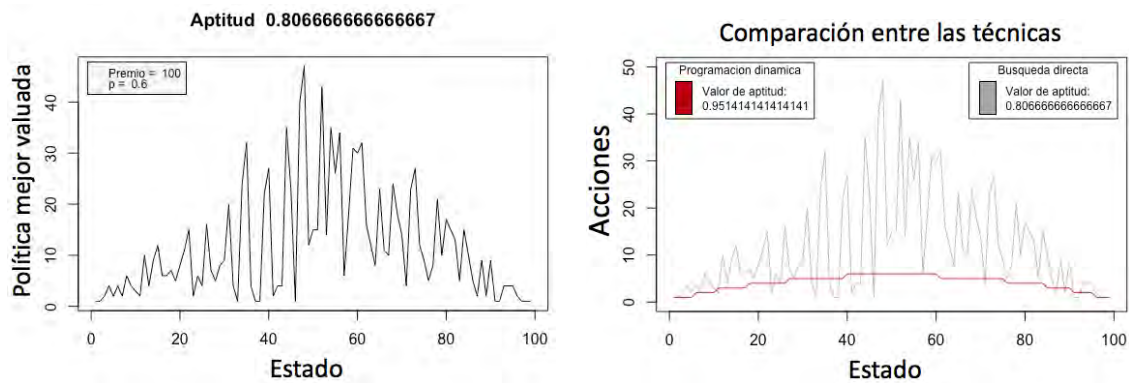 Aptitud 0.806666666666667
Premio = 100
p = 0.6
Política mejor valuada
0
10
20
30
40
0
20
40
60
80
100
Estado
Comparación entre las técnicas
Programacion dinamica
Valor de aptitud:
0.951414141414141
Busqueda directa
Valor de aptitud:
0.806666666666667
Acciones
0
10
20
30
40
50
0
20
40
60
80
100
Estado